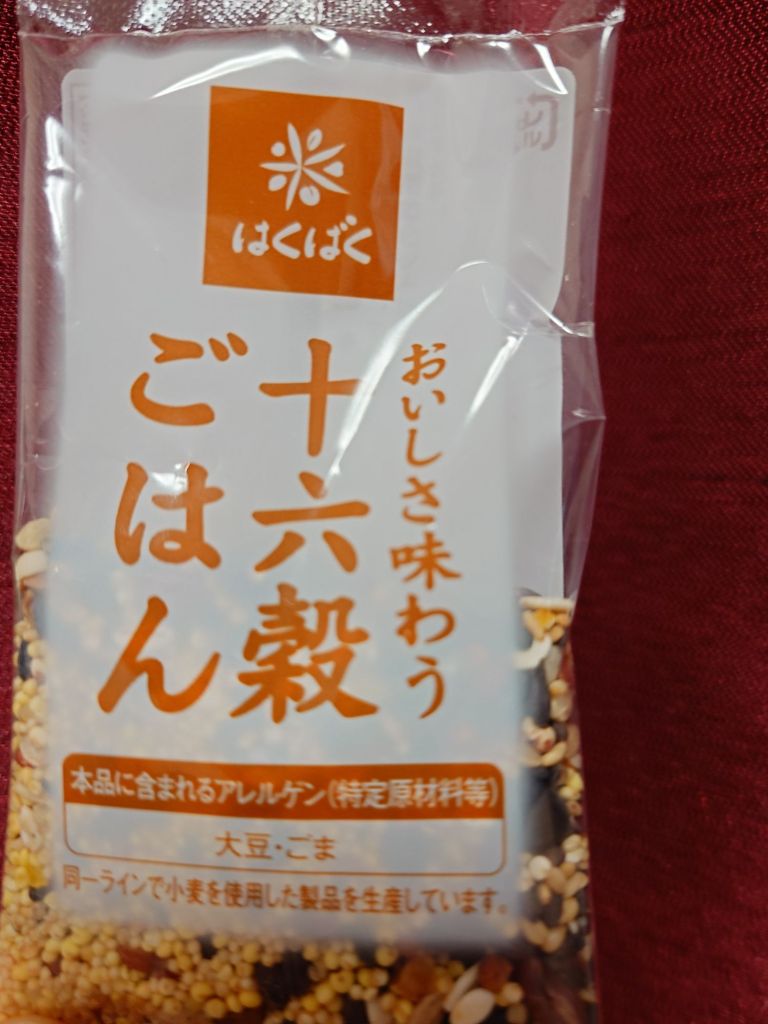 はくばく
おいしさ味わう
十六穀
ごはん
本品に含まれるアレルゲン(特定原材料等)
大豆・ごま
同一ラインで小麦を使用した製品を生産しています。